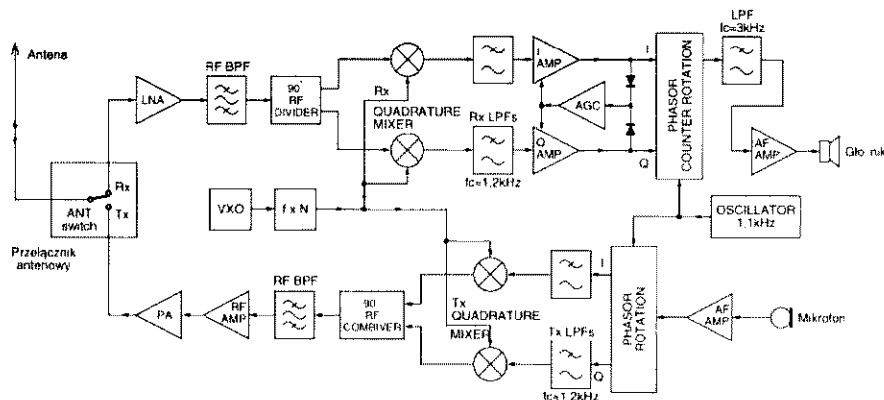 Antena
LNA
RF BPF
90°
RF
DIVIDER
Rx
QUADRATURE
MIXER
Rx LPFs
fc=1,2kHz
I
AMP
Q
AMP
AGC
I
Q
PHASOR
COUNTER ROTATION
LPF
fc=3kHz
AF
AMP
Rx
Tx
ANT
switch
Przełącznik
antenowy
VXO
f x N
OSCILLATOR
1,1kHz
PA
RF
AMP
RF BPF
90
RF
COMBIVER
Tx
QUADRATURE
MIXER
Tx LPFs
fc=1,2kHz
I
Q
PHASOR
ROTATION
AF
AMP
Mikrofon